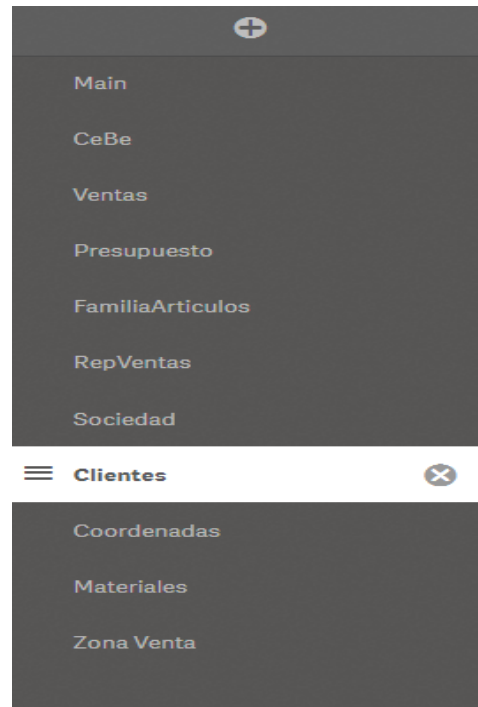 Main
CeBe
Ventas
Presupuesto
FamiliaArticulos
RepVentas
Sociedad
Clientes
Coordenadas
Materiales
Zona Venta